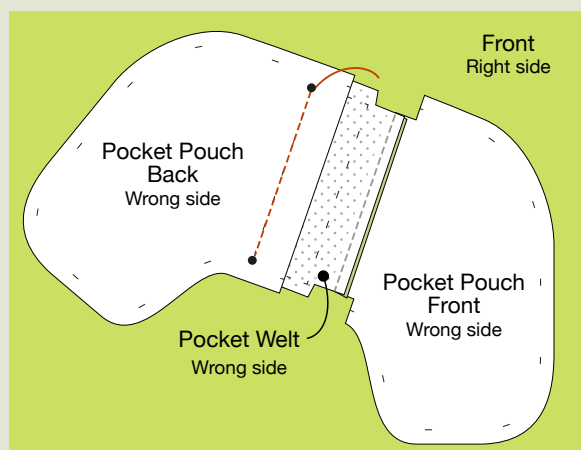 Front
Right side
Pocket Pouch
Back
Wrong side
Pocket Pouch
Front
Wrong side
Pocket Welt
Wrong side